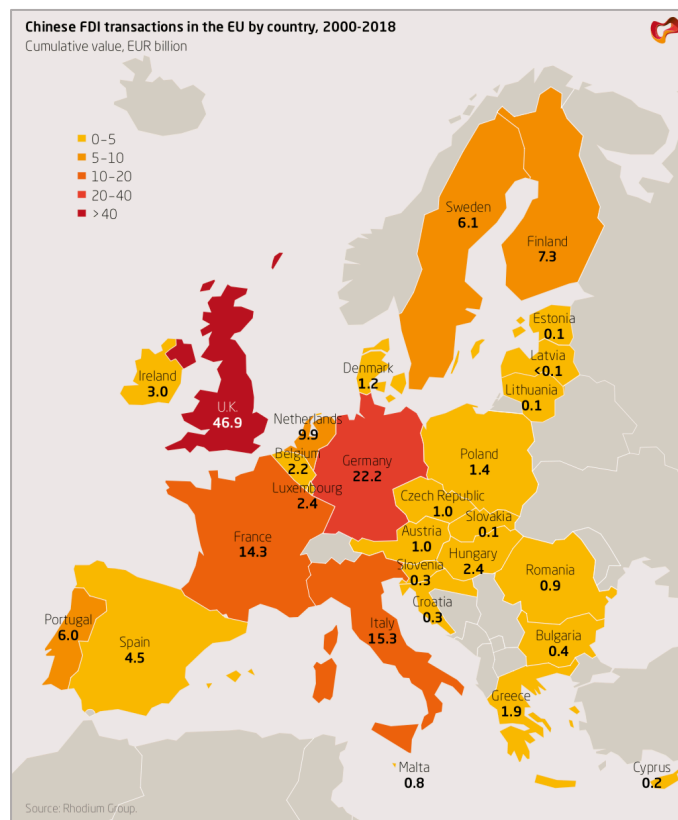 Chinese FDI transactions in the EU by country, 2000-2018
Cumulative value, EUR billion
0–5
5–10
10–20
20–40
>40
Sweden
6.1
Finland
7.3
Estonia
0.1
Latvia
<0.1
Lithuania
0.1
Denmark
1.2
Ireland
3.0
U.K.
46.9
Netherlands
9.9
Belgium
2.2
Luxembourg
2.4
Germany
22.2
Poland
1.4
Czech Republic
1.0
Slovakia
0.1
Austria
1.0
Hungary
2.4
Slovenia
0.3
Croatia
0.3
Romania
0.9
Bulgaria
0.4
France
14.3
Italy
15.3
Portugal
6.0
Spain
4.5
Greece
1.9
Malta
0.8
Cyprus
0.2
Source: Rhodium Group.